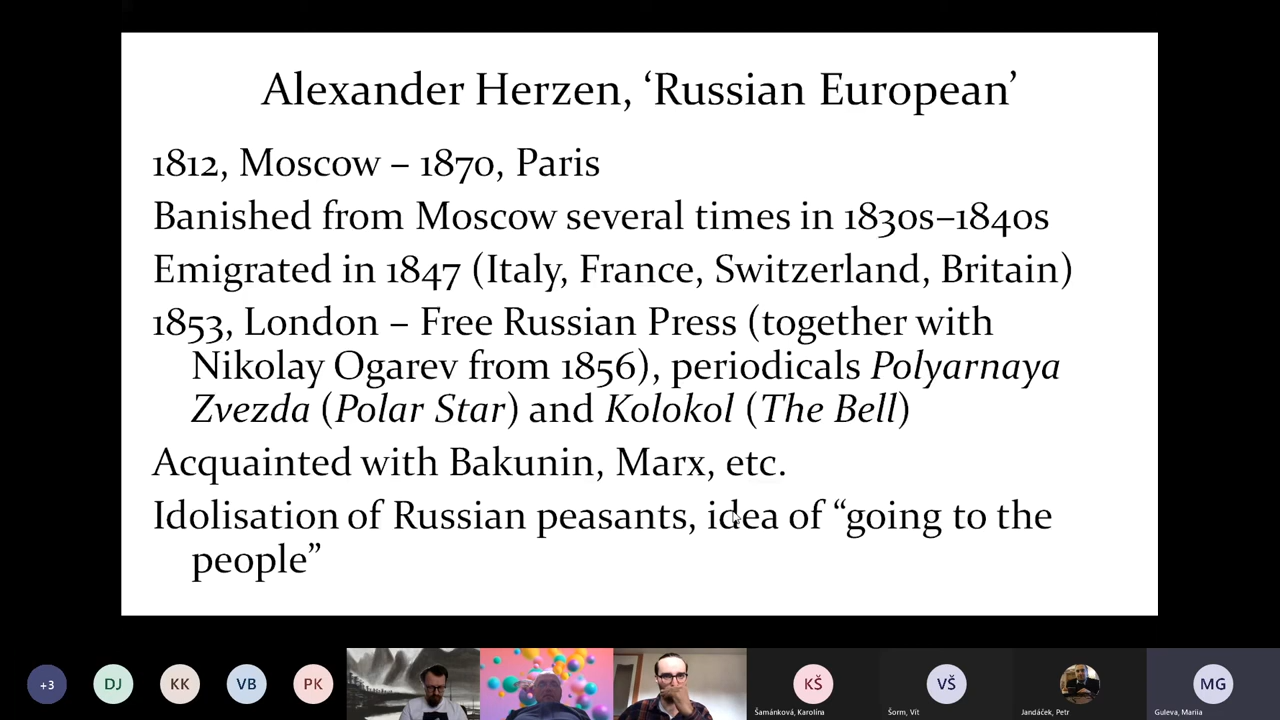 Alexander Herzen, ‘Russian European’
1812, Moscow – 1870, Paris
Banished from Moscow several times in 1830s–1840s
Emigrated in 1847 (Italy, France, Switzerland, Britain)
1853, London – Free Russian Press (together with
Nikolay Ogarev from 1856), periodicals Polyarnaya
Zvezda (Polar Star) and Kolokol (The Bell)
Acquainted with Bakunin, Marx, etc.
Idolisation of Russian peasants, idea of “going to the
people”
+3 DJ KK VB PK KŠ VŠ MG
Šamánková, Karolína Šorm, Vít Jandáček, Petr Guleva, Mariia